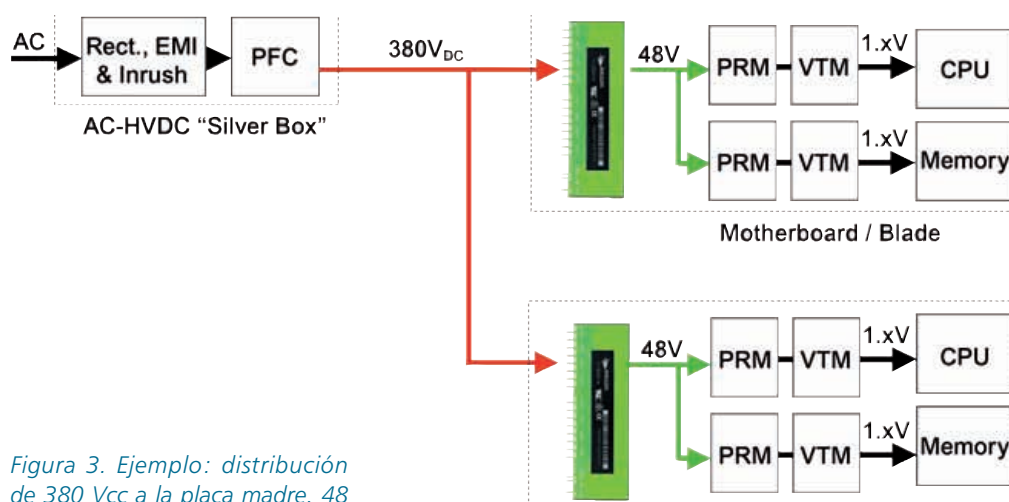 AC
Rect., EMI
& Inrush
PFC
AC-HVDC “Silver Box”
380VDC
48V
PRM
VTM
1.xV
CPU
PRM
VTM
1.xV
Memory
Motherboard / Blade
48V
PRM
VTM
1.xV
CPU
PRM
VTM
1.xV
Memory
Figura 3. Ejemplo: distribución
de 380 Vcc a la placa madre. 48